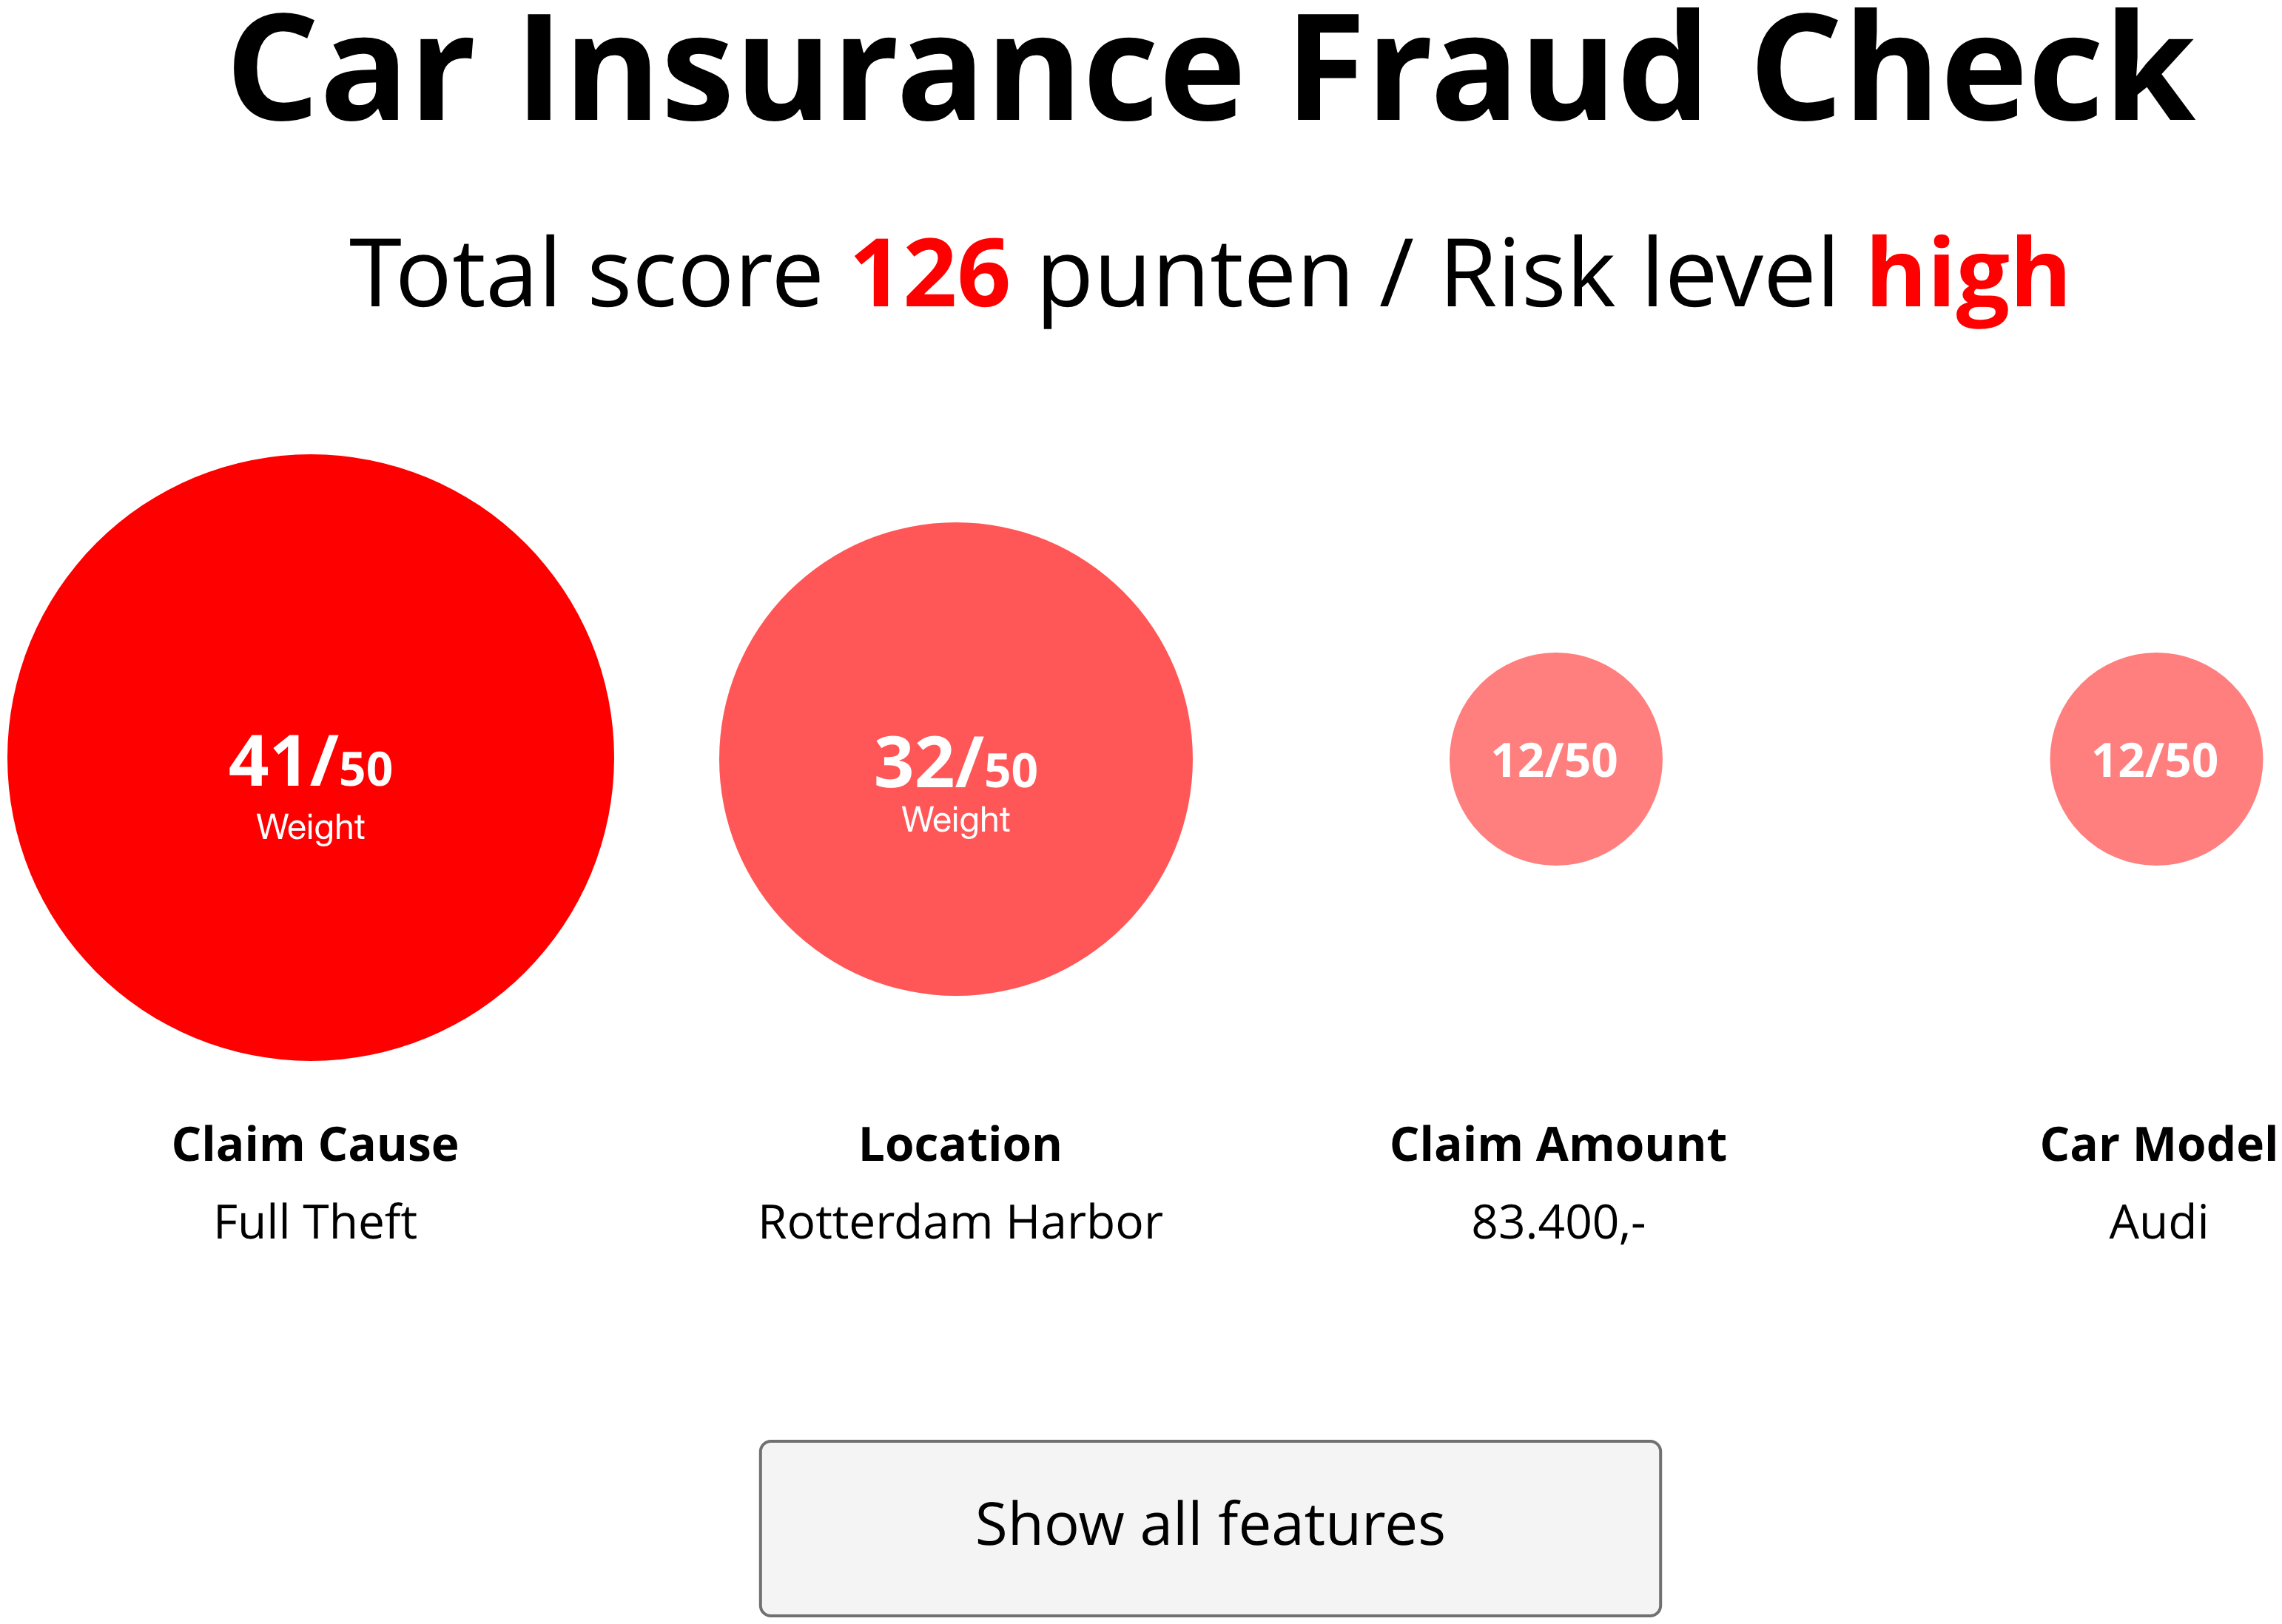 Car Insurance Fraud Check
Total score 126 punten / Risk level high
41/50
Weight
32/50
Weight
12/50
12/50
Claim Cause
Full Theft
Location
Rotterdam Harbor
Claim Amount
83.400,-
Car Model
Audi
Show all features